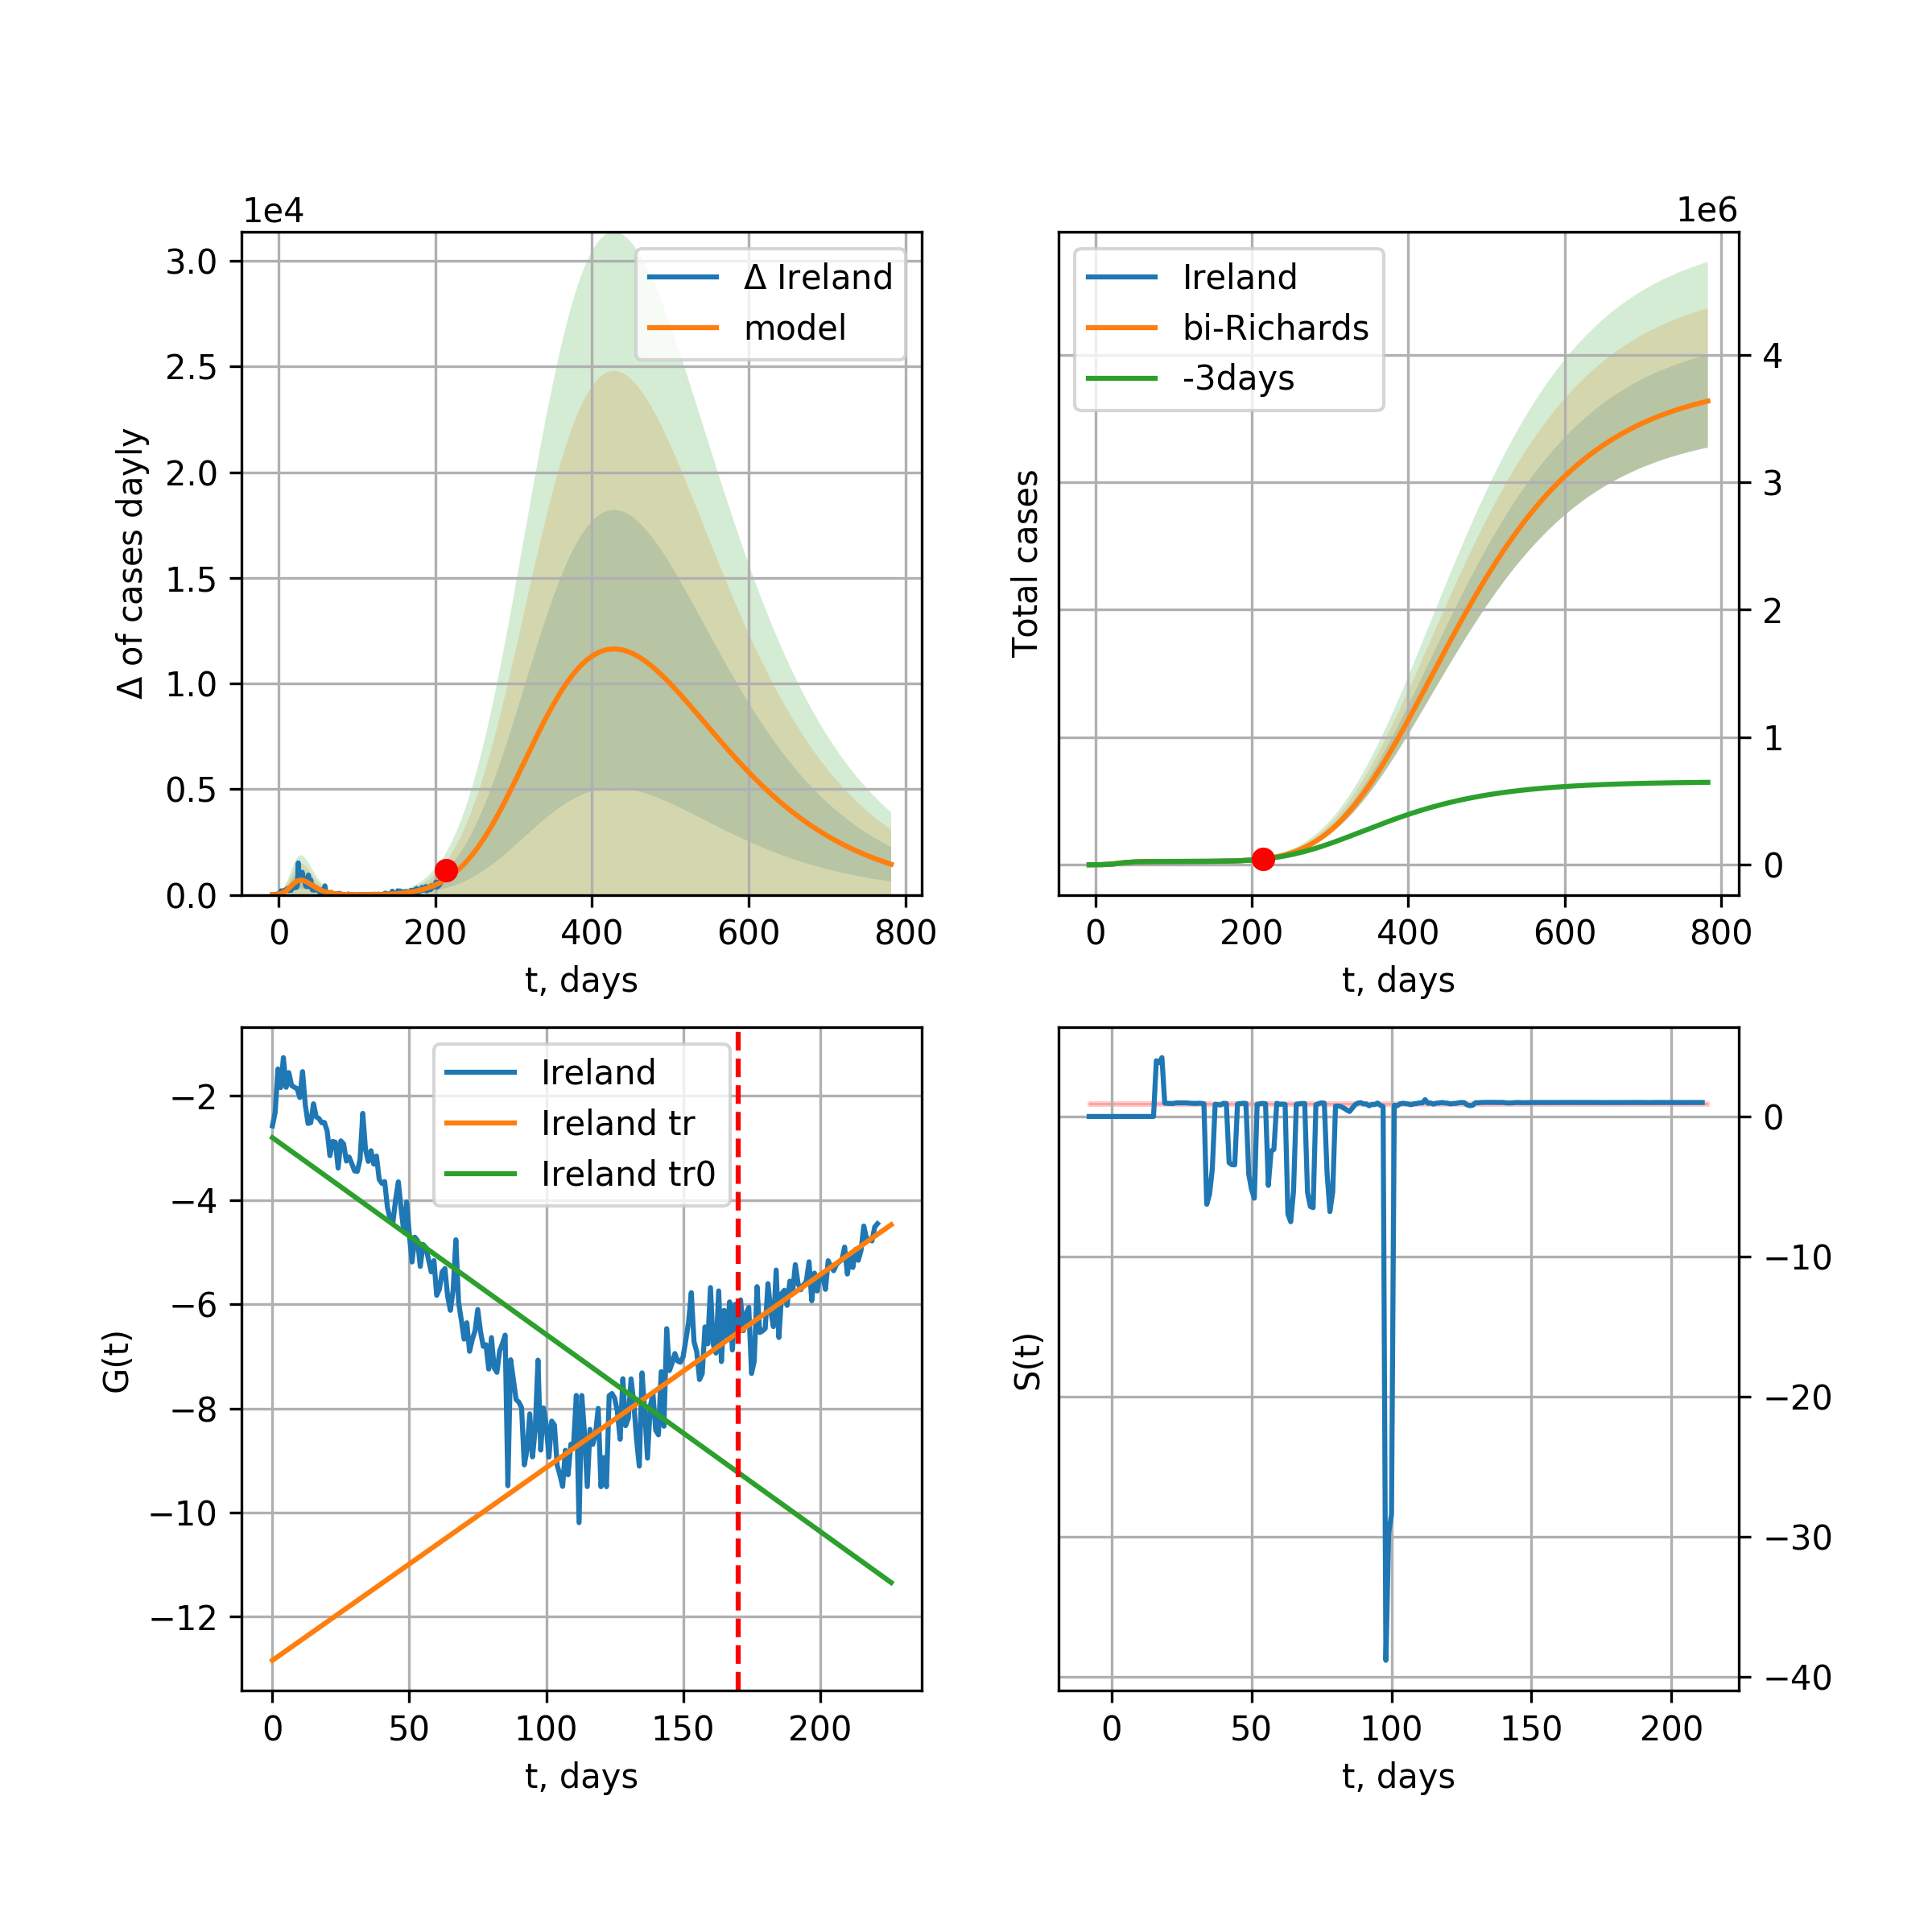 1e4
3.0
2.5
2.0
1.5
1.0
0.5
0.0
Δ of cases dayly
Δ Ireland
model
0 200 400 600 800
t, days
1e6
Total cases
Ireland
bi-Richards
-3days
4
3
2
1
0
0 200 400 600 800
t, days
G(t)
−2
−4
−6
−8
−10
−12
Ireland
Ireland tr
Ireland tr0
0 50 100 150 200
t, days
S(t)
0
−10
−20
−30
−40
0 50 100 150 200
t, days